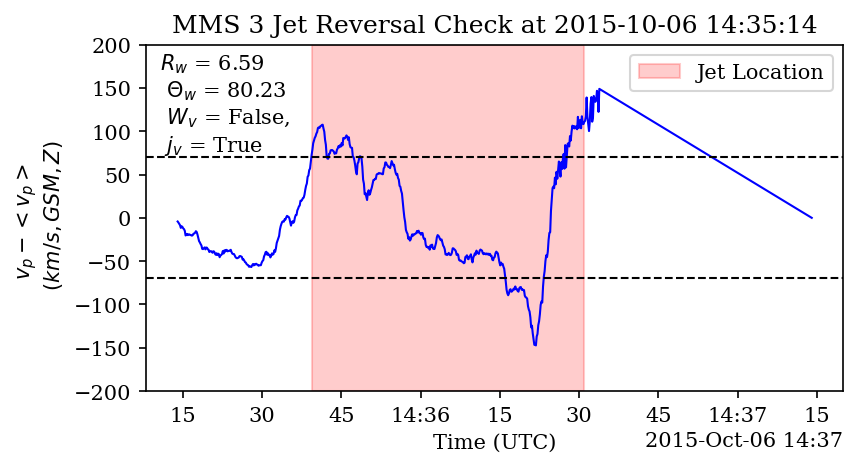 MMS 3 Jet Reversal Check at 2015-10-06 14:35:14
R_w = 6.59
Θ_w = 80.23
W_v = False,
j_v = True
Jet Location
v_p − <v_p>
(km/s, GSM, Z)
200
150
100
50
0
−50
−100
−150
−200
15 30 45 14:36 15 30 45 14:37 15
Time (UTC)
2015-Oct-06 14:37